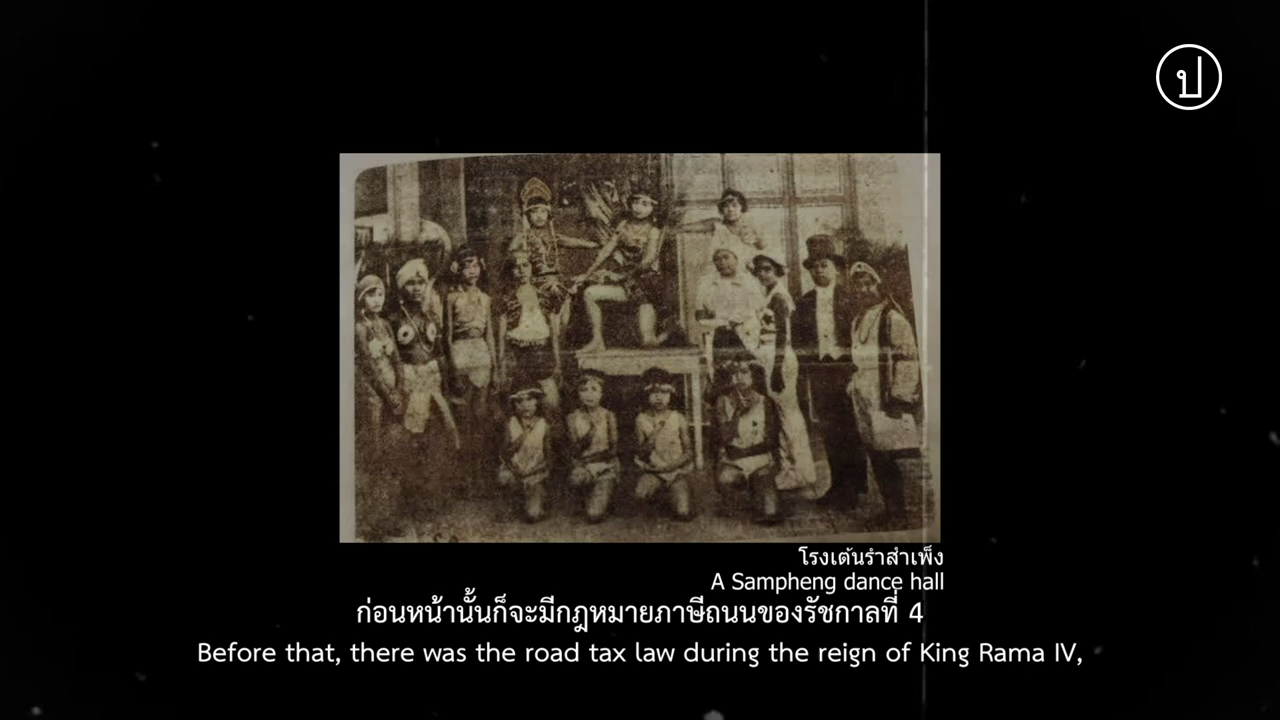 ป
โรงเต้นรำสำเพ็ง
A Sampheng dance hall
ก่อนหน้านั้นก็จะมีกฎหมายภาษีถนนของรัชกาลที่ 4
Before that, there was the road tax law during the reign of King Rama IV,